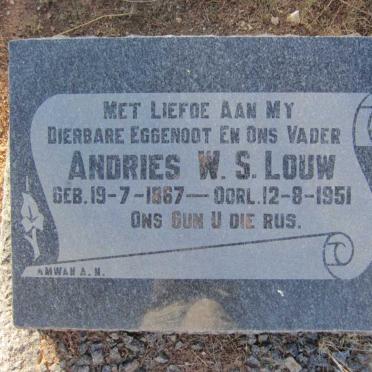 MET LIEFDE AAN MY
DIERBARE EGGENOOT EN ONS VADER
ANDRIES W. S. LOUW
GEB. 19-7-1867 — OORL. 12-8-1951
ONS GUN U DIE RUS.